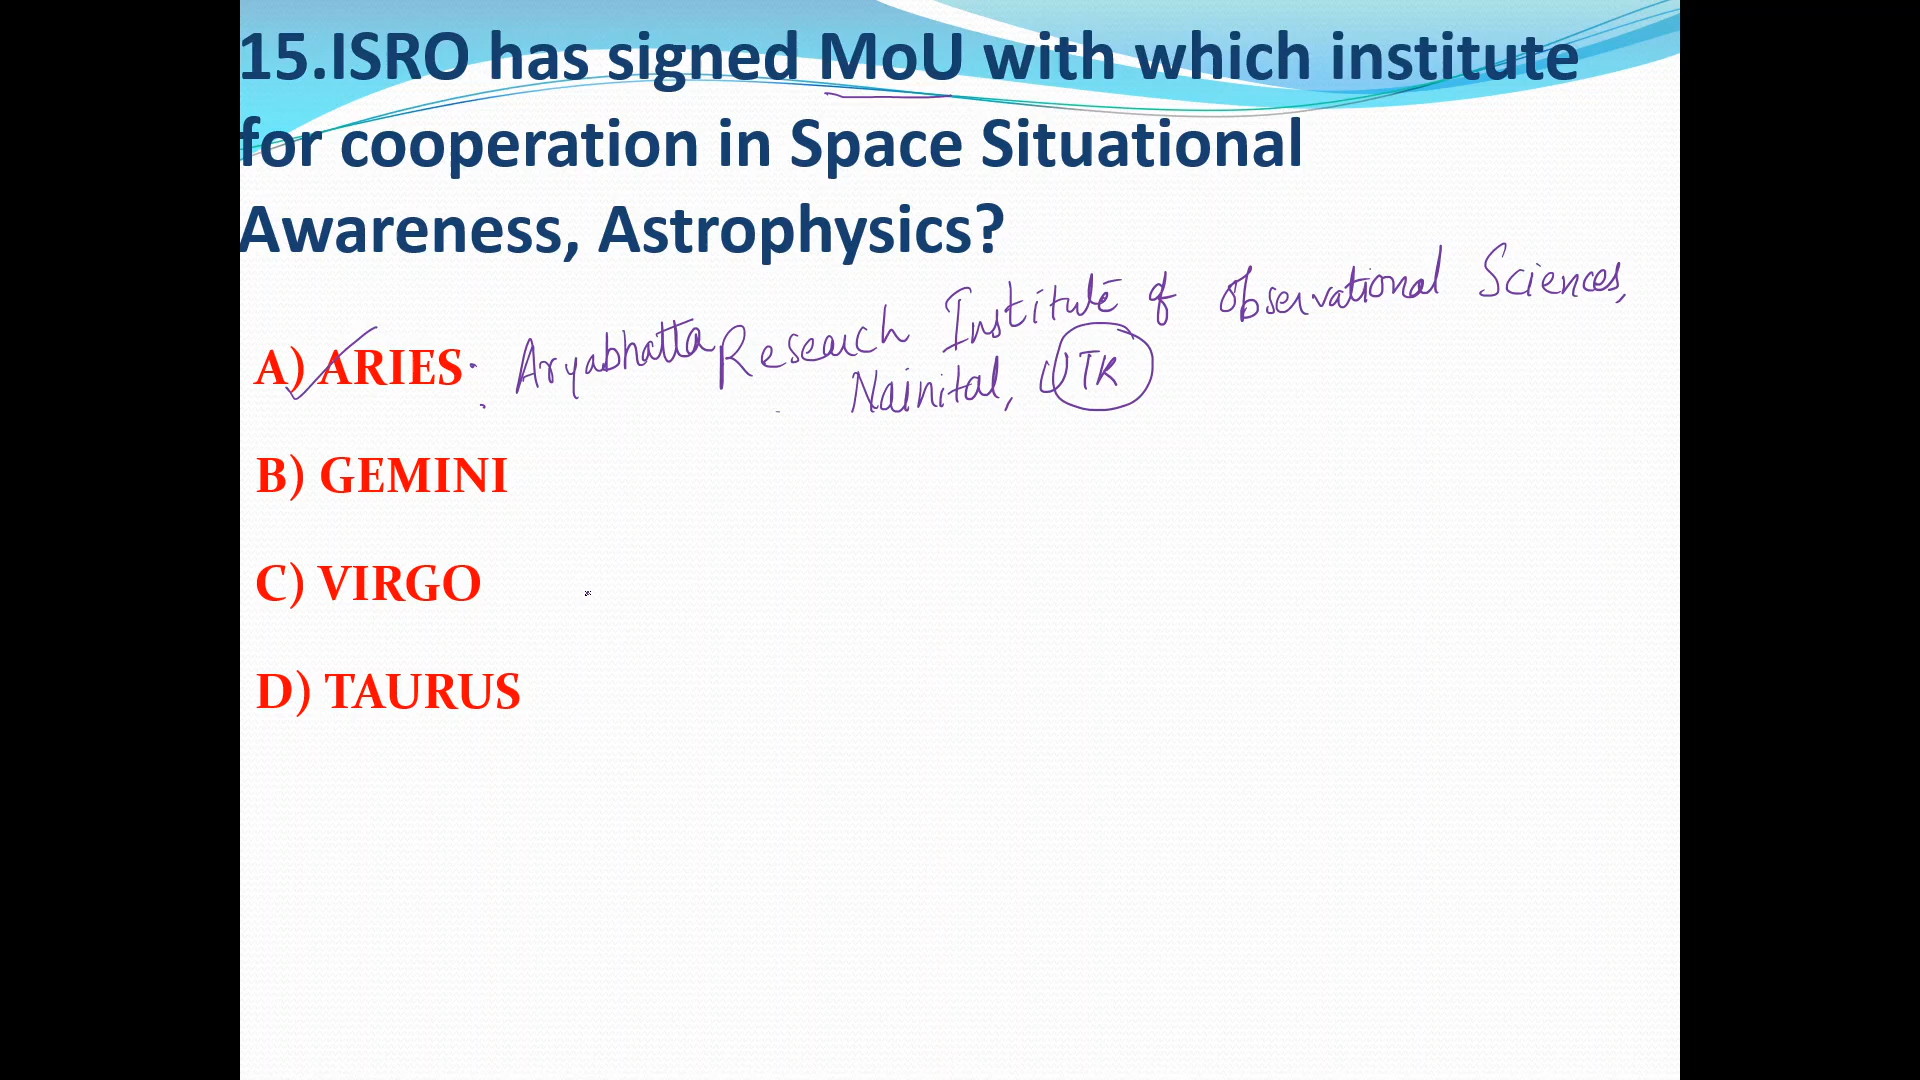 15.ISRO has signed MoU with which institute
for cooperation in Space Situational
Awareness, Astrophysics?
A) ARIES : Aryabhatta Research Institute of Observational Sciences,
Nainital, UTK
B) GEMINI
C) VIRGO
D) TAURUS